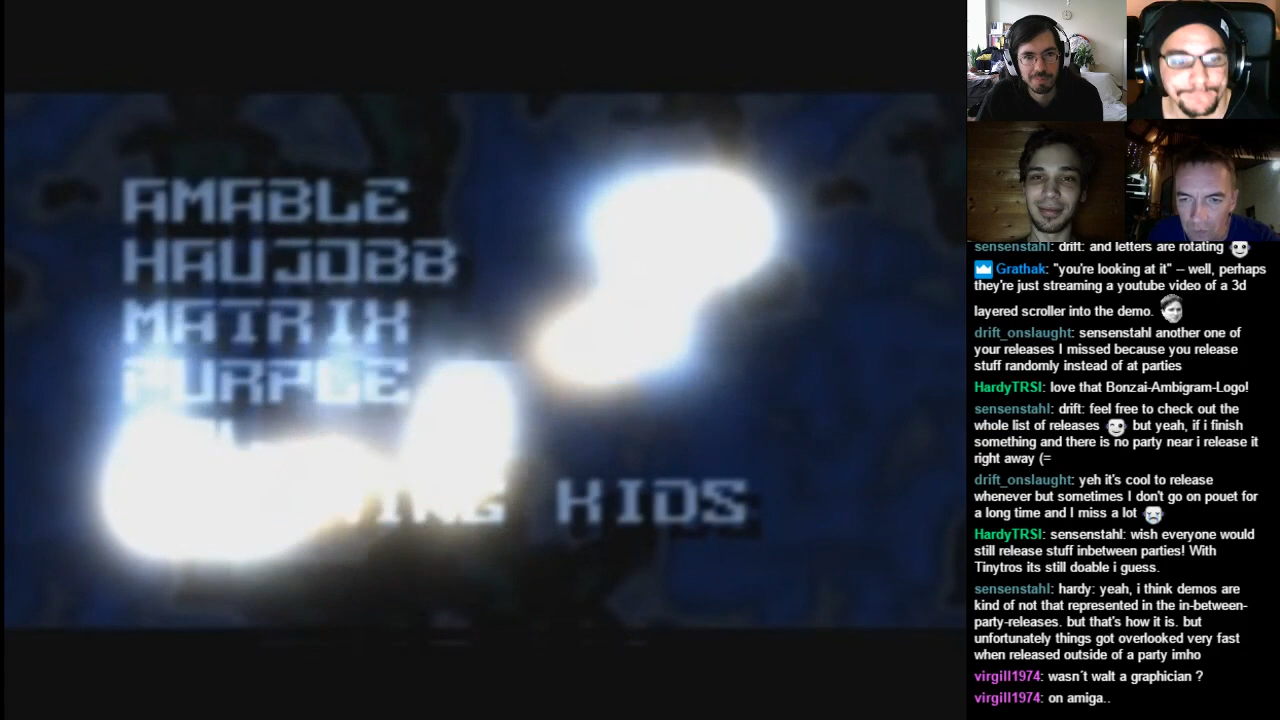 AMABLE
HAUJOBB
MATRIX
PURPLE
KIDS
sensenstahl: drift: and letters are rotating
Grathak: "you're looking at it" – well, perhaps
they're just streaming a youtube video of a 3d
layered scroller into the demo.
drift_onslaught: sensenstahl another one of
your releases I missed because you release
stuff randomly instead of at parties
HardyTRSI: love that Bonzai-Ambigram-Logo!
sensenstahl: drift: feel free to check out the
whole list of releases but yeah, if i finish
something and there is no party near i release it
right away (=
drift_onslaught: yeh it's cool to release
whenever but sometimes I don't go on pouet for
a long time and I miss a lot
HardyTRSI: sensenstahl: wish everyone would
still release stuff inbetween parties! With
Tinytros its still doable i guess.
sensenstahl: hardy: yeah, i think demos are
kind of not that represented in the in-between-
party-releases. but that's how it is. but
unfortunately things got overlooked very fast
when released outside of a party imho
virgill1974: wasn´t walt a graphician ?
virgill1974: on amiga..